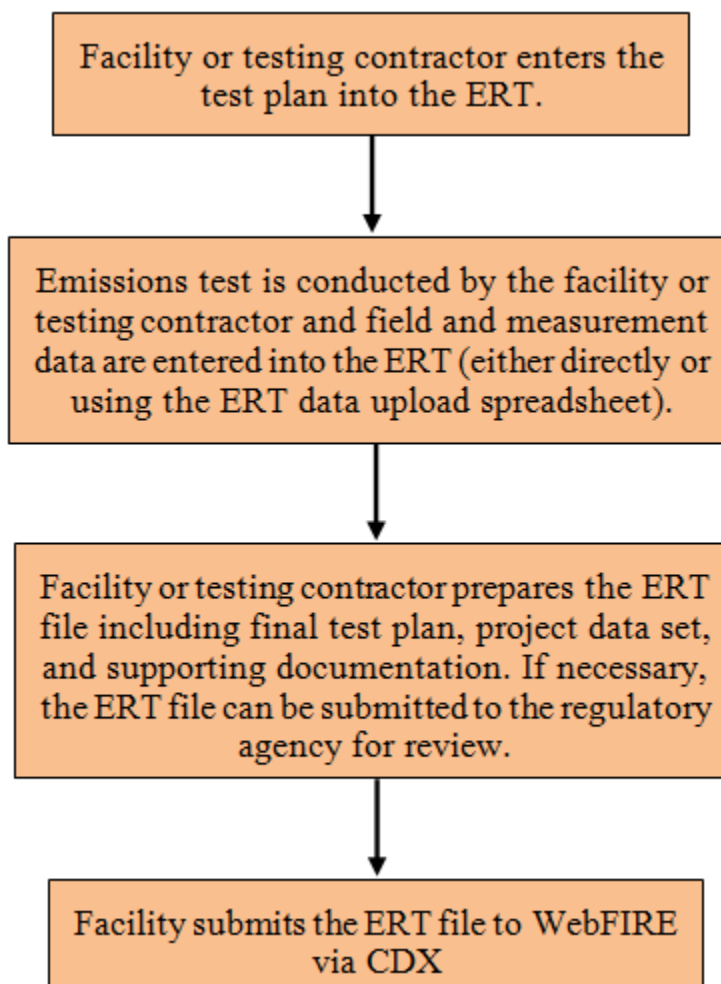 Facility or testing contractor enters the
test plan into the ERT.
Emissions test is conducted by the facility or
testing contractor and field and measurement
data are entered into the ERT (either directly or
using the ERT data upload spreadsheet).
Facility or testing contractor prepares the ERT
file including final test plan, project data set,
and supporting documentation. If necessary,
the ERT file can be submitted to the regulatory
agency for review.
Facility submits the ERT file to WebFIRE
via CDX